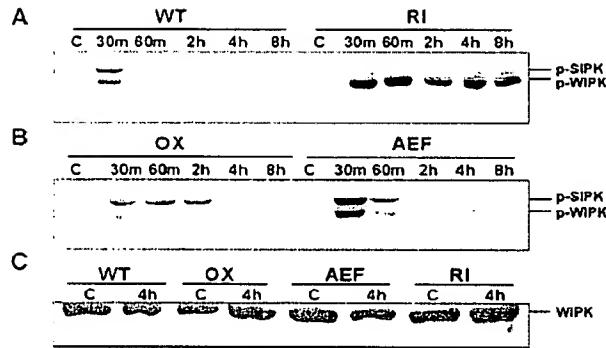 A WT RI
C 30m 60m 2h 4h 8h C 30m 60m 2h 4h 8h
p-SIPK
p-WIPK
B OX AEF
C 30m 60m 2h 4h 8h C 30m 60m 2h 4h 8h
p-SIPK
p-WIPK
C WT OX AEF RI
C 4h C 4h C 4h C 4h
WIPK